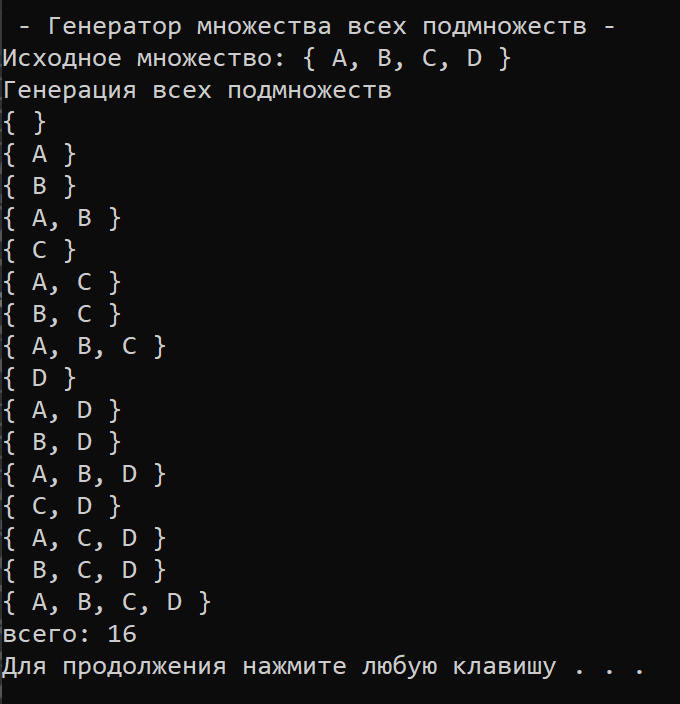 - Генератор множества всех подмножеств -
Исходное множество: { A, B, C, D }
Генерация всех подмножеств
{ }
{ A }
{ B }
{ A, B }
{ C }
{ A, C }
{ B, C }
{ A, B, C }
{ D }
{ A, D }
{ B, D }
{ A, B, D }
{ C, D }
{ A, C, D }
{ B, C, D }
{ A, B, C, D }
всего: 16
Для продолжения нажмите любую клавишу . . .